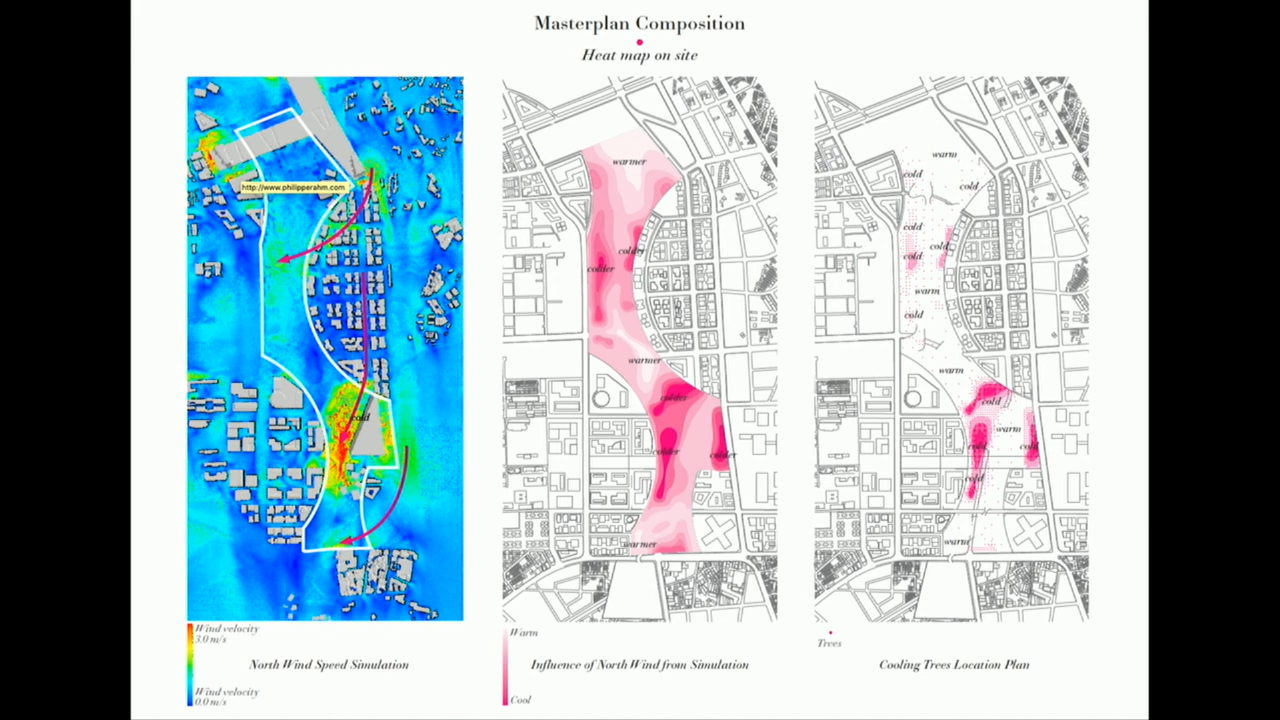 Masterplan Composition
Heat map on site
http://www.philipperahm.com
cold
Wind velocity
3.0 m/s
Wind velocity
0.0 m/s
North Wind Speed Simulation
warmer
colder
colder
warmer
colder
colder
colder
warmer
Warm
Cool
Influence of North Wind from Simulation
warm
cold
cold
cold
cold
cold
warm
cold
warm
cold
warm
cold
cold
cold
warm
Trees
Cooling Trees Location Plan